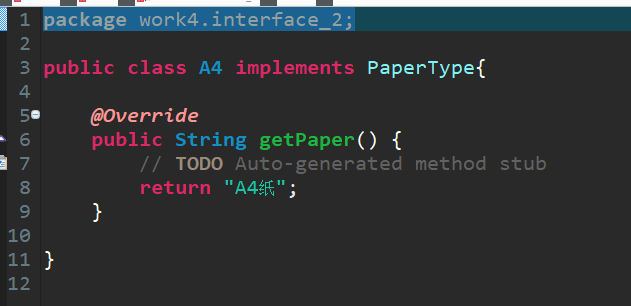 1 package work4.interface_2;
2
3 public class A4 implements PaperType{
4
5 @Override
6 public String getPaper() {
7 // TODO Auto-generated method stub
8 return "A4纸";
9 }
10
11 }
12